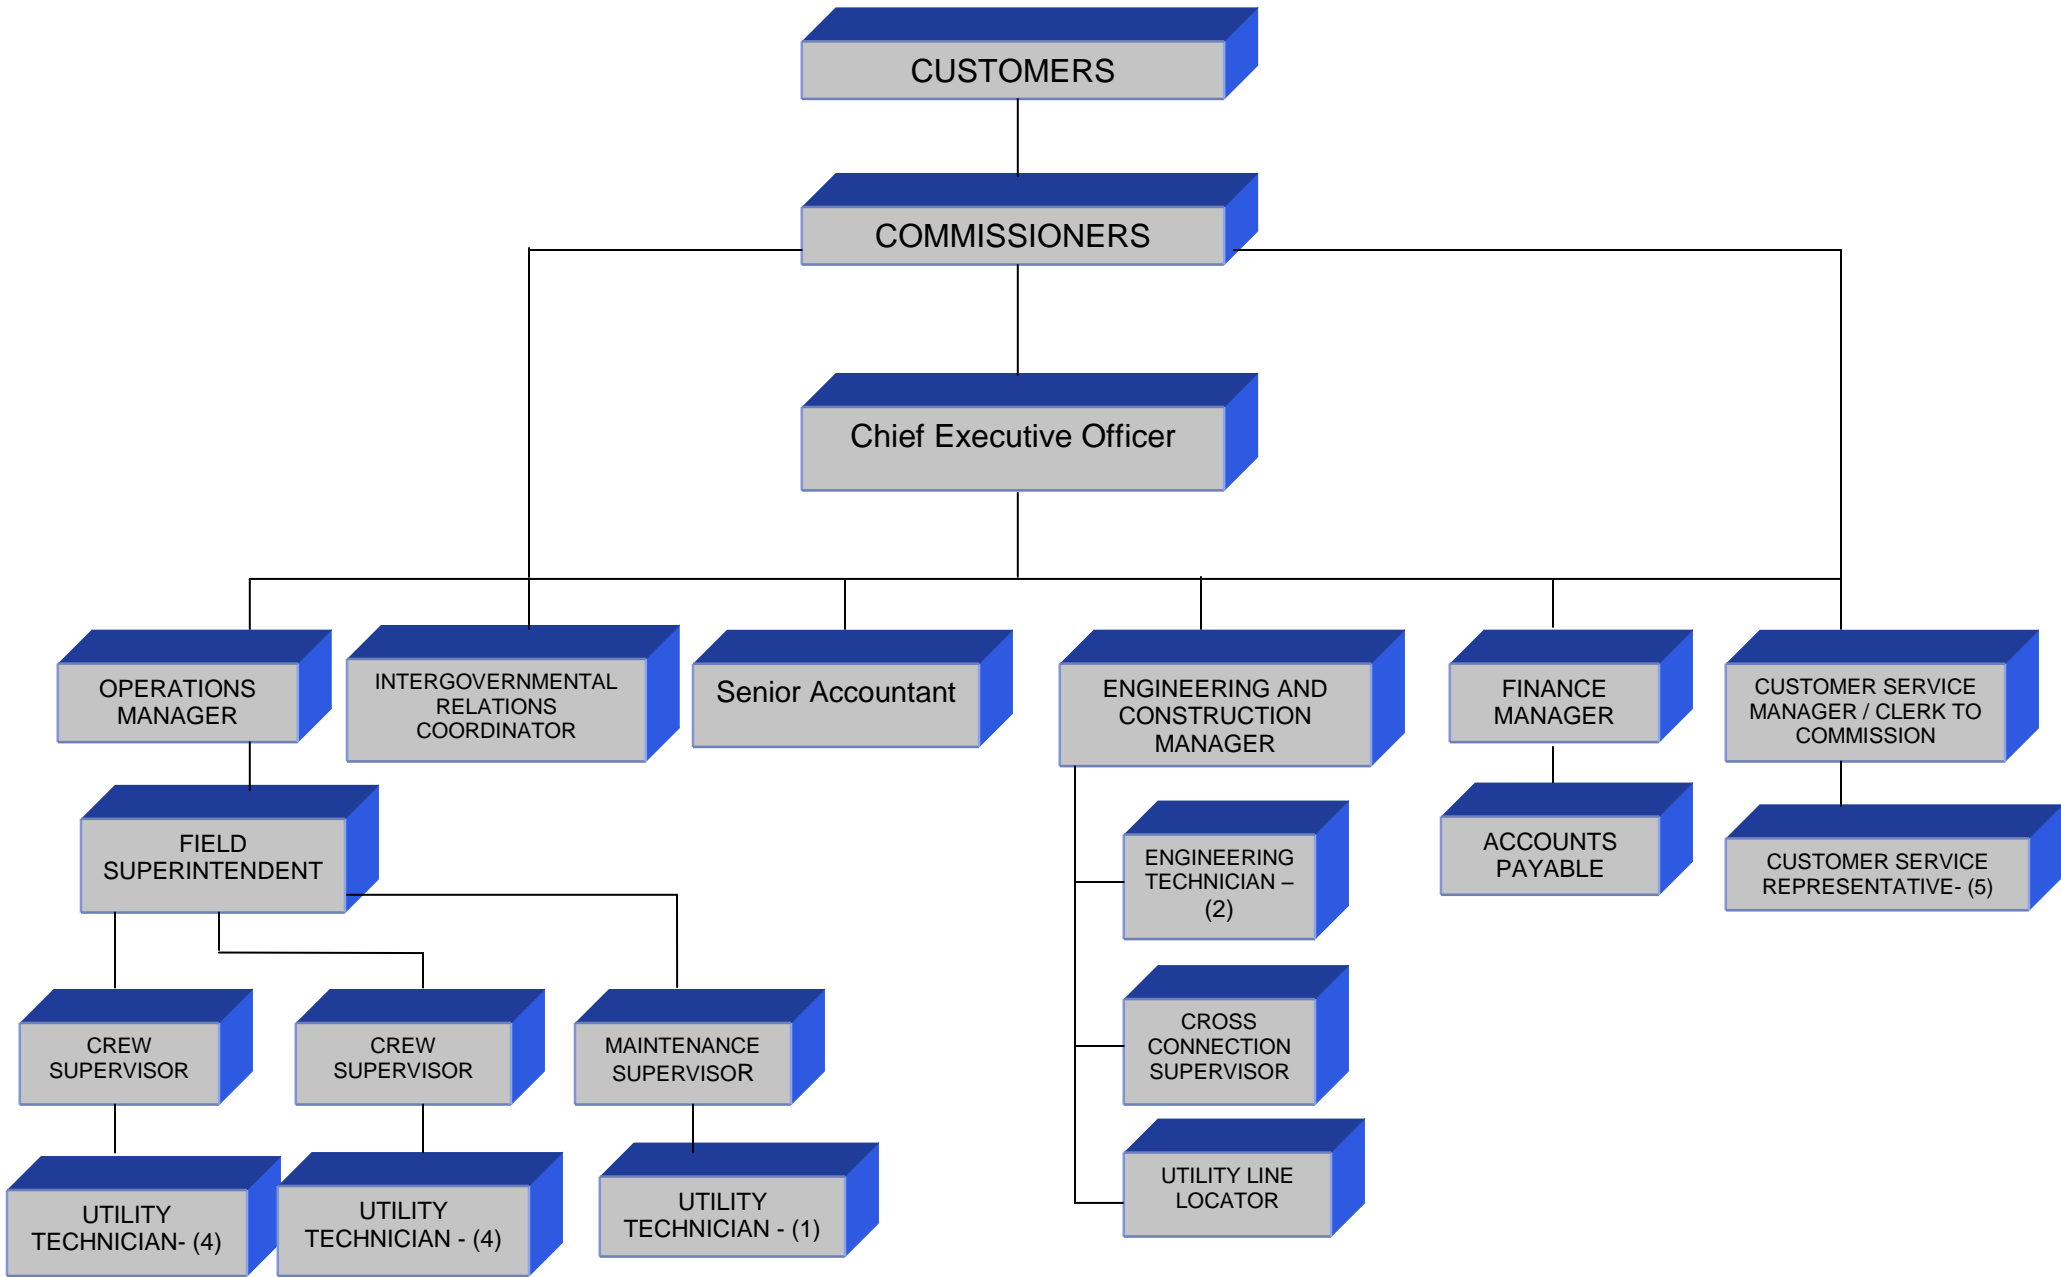 CUSTOMERS
COMMISSIONERS
Chief Executive Officer
OPERATIONS
MANAGER
INTERGOVERNMENTAL
RELATIONS
COORDINATOR
Senior Accountant
ENGINEERING AND
CONSTRUCTION
MANAGER
FINANCE
MANAGER
CUSTOMER SERVICE
MANAGER / CLERK TO
COMMISSION
FIELD
SUPERINTENDENT
ENGINEERING
TECHNICIAN –
(2)
ACCOUNTS
PAYABLE
CUSTOMER SERVICE
REPRESENTATIVE- (5)
CREW
SUPERVISOR
CREW
SUPERVISOR
MAINTENANCE
SUPERVISOR
CROSS
CONNECTION
SUPERVISOR
UTILITY
TECHNICIAN- (4)
UTILITY
TECHNICIAN - (4)
UTILITY
TECHNICIAN - (1)
UTILITY LINE
LOCATOR